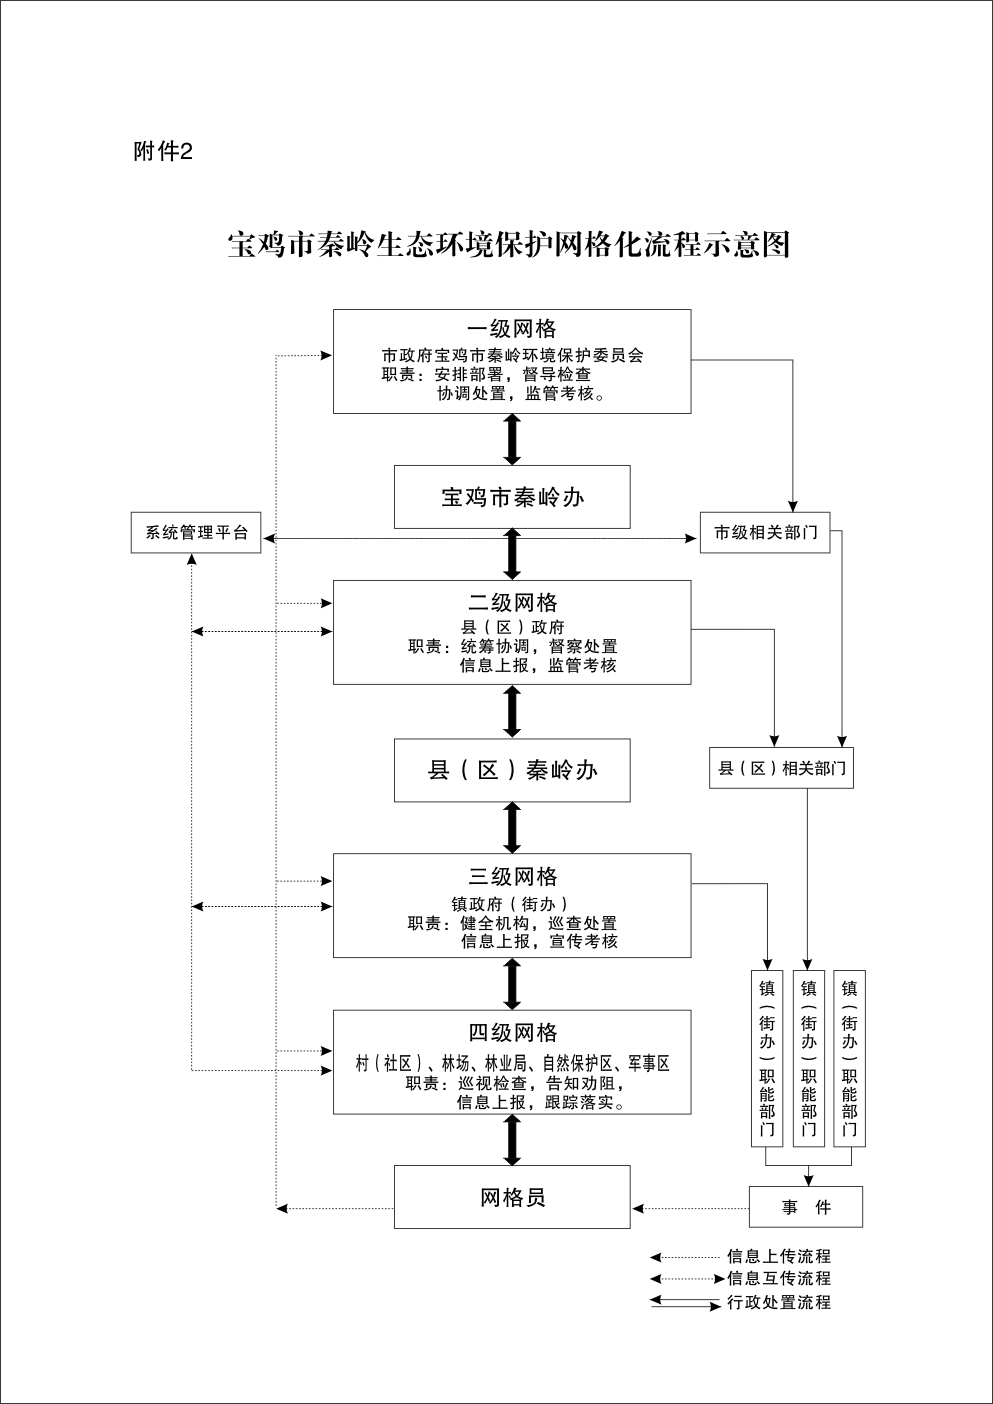 附件2
宝鸡市秦岭生态环境保护网格化流程示意图
一级网格
市政府宝鸡市秦岭环境保护委员会
职责：安排部署，督导检查
协调处置，监管考核。
宝鸡市秦岭办
系统管理平台
市级相关部门
二级网格
县（区）政府
职责：统筹协调，督察处置
信息上报，监管考核
县（区）秦岭办
县（区）相关部门
三级网格
镇政府（街办）
职责：健全机构，巡查处置
信息上报，宣传考核
四级网格
村（社区）、林场、林业局、自然保护区、军事区
职责：巡视检查，告知劝阻，
信息上报，跟踪落实。
镇（街办）职能部门
镇（街办）职能部门
镇（街办）职能部门
网格员
事 件
信息上传流程
信息互传流程
行政处置流程